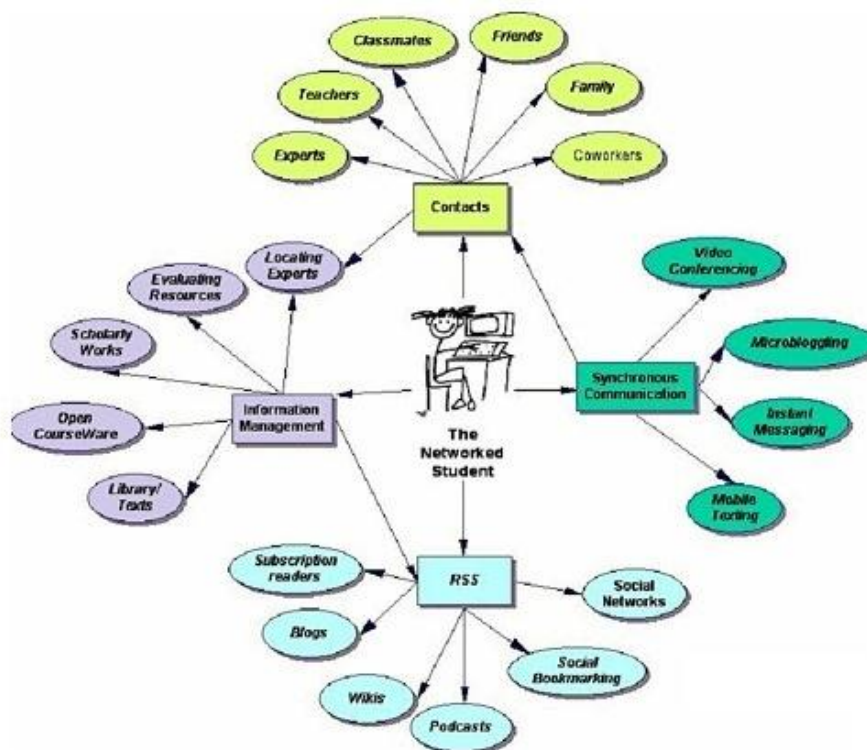 Classmates
Friends
Teachers
Family
Experts
Coworkers
Contacts
Locating
Experts
Evaluating
Resources
Scholarly
Works
Open
CourseWare
Library/
Texts
Information
Management
Video
Conferencing
Microblogging
Instant
Messaging
Mobile
Texting
Synchronous
Communication
The
Networked
Student
RSS
Subscription
readers
Blogs
Wikis
Podcasts
Social
Bookmarking
Social
Networks